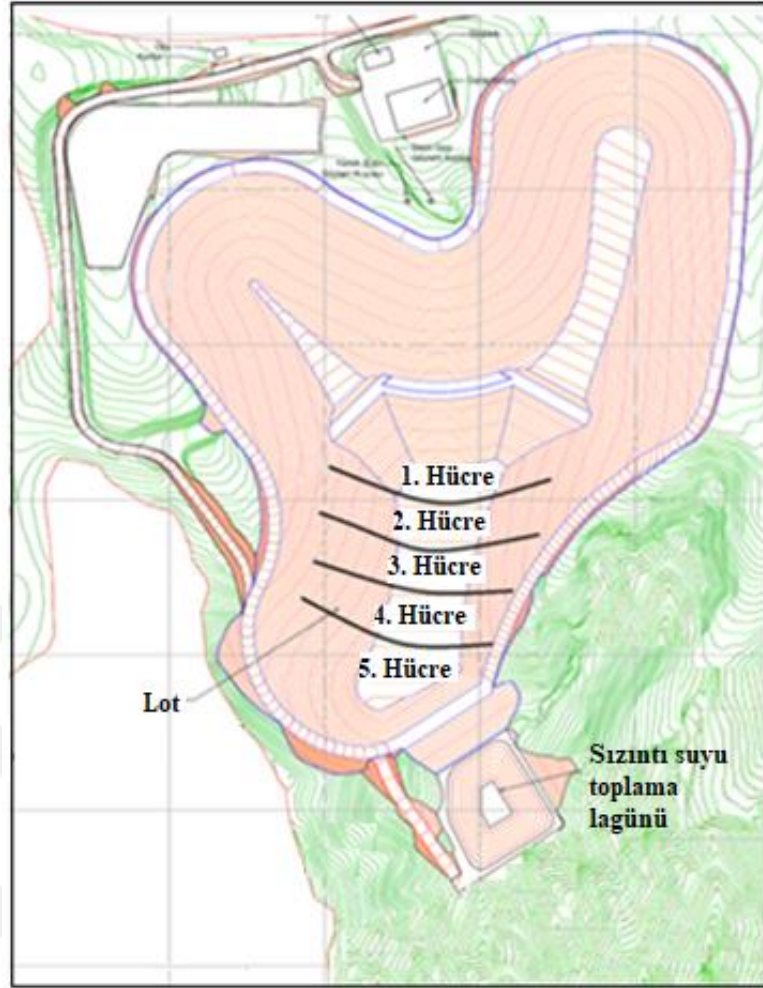 1. Hücre
2. Hücre
3. Hücre
4. Hücre
5. Hücre
Lot
Sızıntı suyu
toplama
lagünü